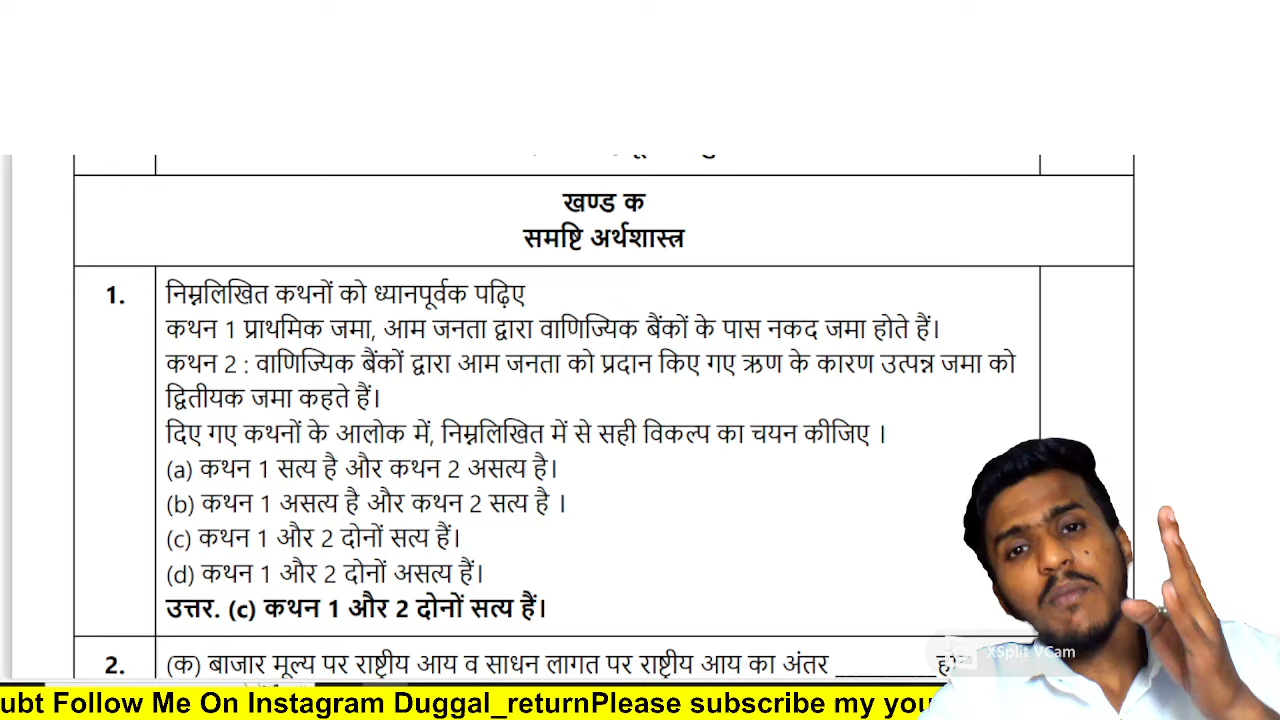 खण्ड क
समष्टि अर्थशास्त्र
1. निम्नलिखित कथनों को ध्यानपूर्वक पढ़िए
कथन 1 प्राथमिक जमा, आम जनता द्वारा वाणिज्यिक बैंकों के पास नकद जमा होते हैं।
कथन 2 : वाणिज्यिक बैंकों द्वारा आम जनता को प्रदान किए गए ऋण के कारण उत्पन्न जमा को
द्वितीयक जमा कहते हैं।
दिए गए कथनों के आलोक में, निम्नलिखित में से सही विकल्प का चयन कीजिए ।
(a) कथन 1 सत्य है और कथन 2 असत्य है।
(b) कथन 1 असत्य है और कथन 2 सत्य है ।
(c) कथन 1 और 2 दोनों सत्य हैं।
(d) कथन 1 और 2 दोनों असत्य हैं।
उत्तर. (c) कथन 1 और 2 दोनों सत्य हैं।
2. (क) बाजार मूल्य पर राष्ट्रीय आय व साधन लागत पर राष्ट्रीय आय का अंतर __________
XSplit VCam
ubt Follow Me On Instagram Duggal_returnPlease subscribe my you